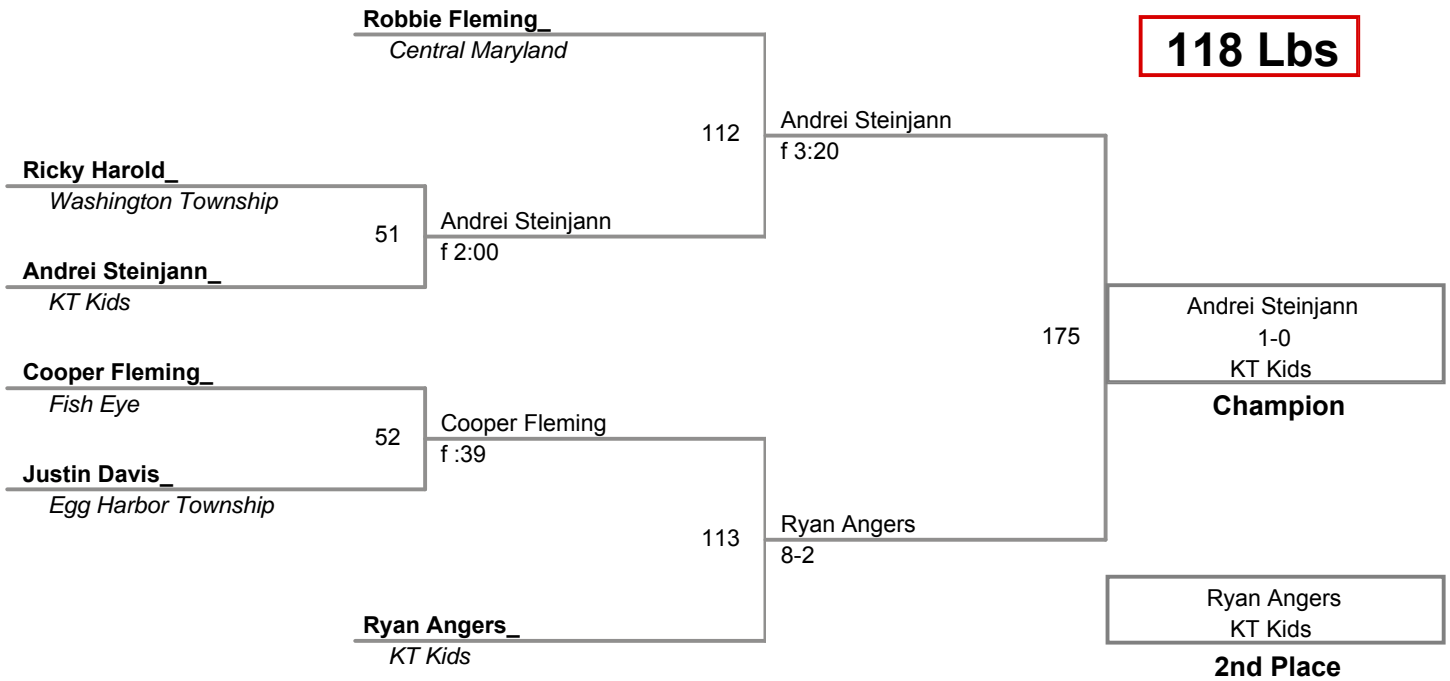 Robbie Fleming_
Central Maryland
118 Lbs
112
Andrei Steinjann
f 3:20
Ricky Harold_
Washington Township
51
Andrei Steinjann
f 2:00
Andrei Steinjann_
KT Kids
175
Andrei Steinjann
1-0
KT Kids
Champion
Cooper Fleming_
Fish Eye
52
Cooper Fleming
f :39
Justin Davis_
Egg Harbor Township
113
Ryan Angers
8-2
Ryan Angers_
KT Kids
Ryan Angers
KT Kids
2nd Place